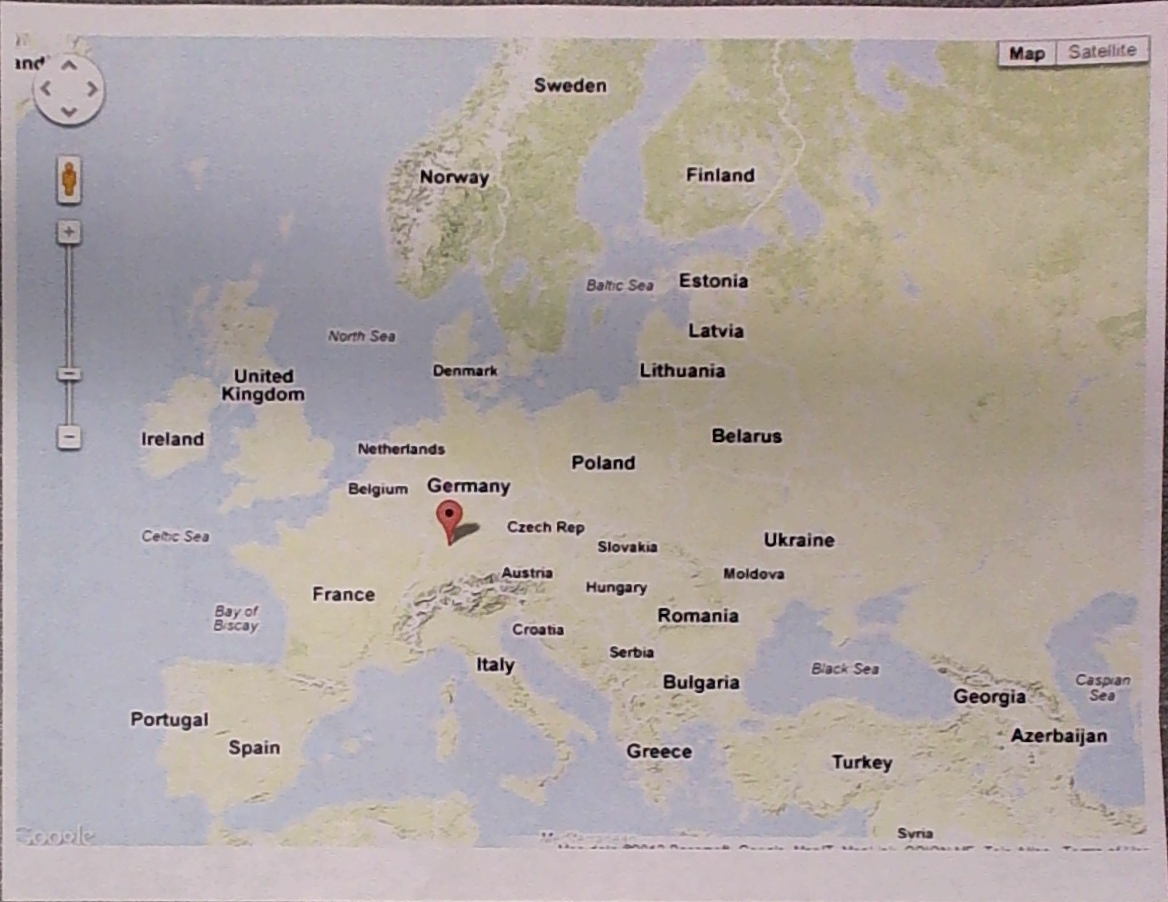 and
Map
Satellite
Sweden
Norway
Finland
Baltic Sea
Estonia
North Sea
Latvia
Denmark
Lithuania
United
Kingdom
Ireland
Netherlands
Belarus
Poland
Belgium
Germany
Celtic Sea
Czech Rep
Slovakia
Ukraine
Austria
Hungary
Moldova
France
Bay of
Biscay
Croatia
Romania
Serbia
Italy
Bulgaria
Black Sea
Caspian
Sea
Georgia
Portugal
Spain
Greece
Azerbaijan
Turkey
Google
Syria